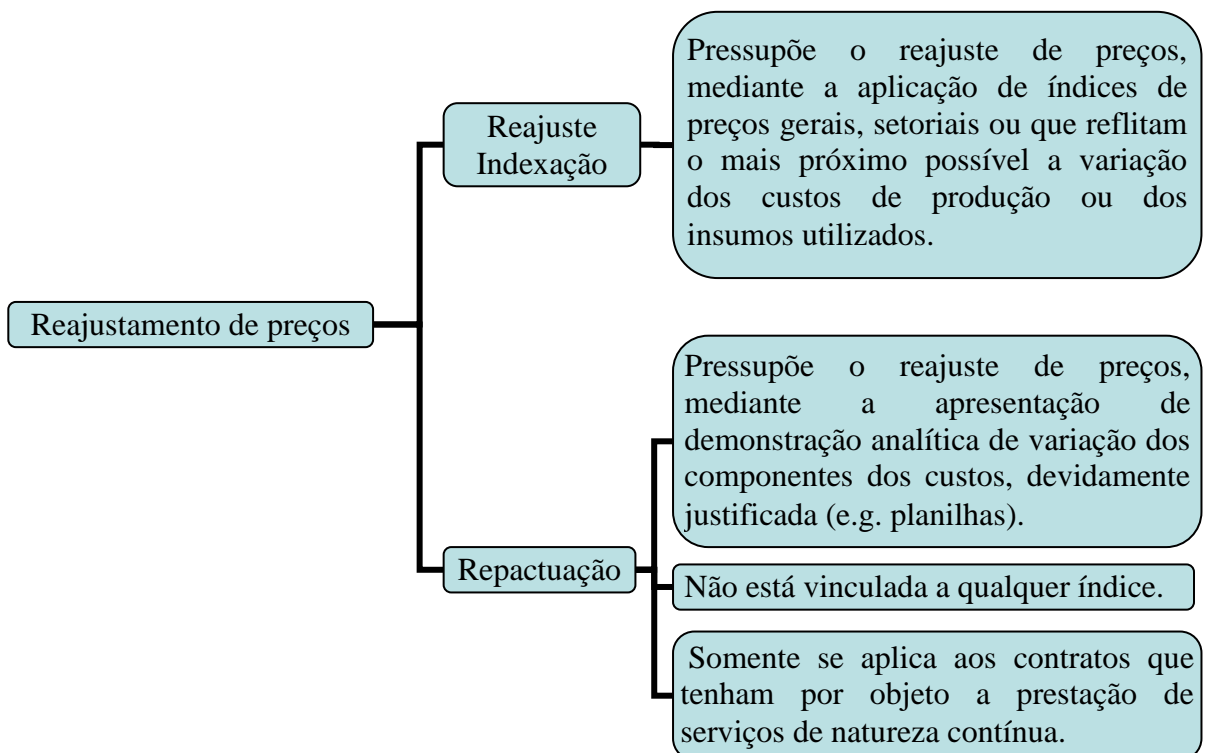 Reajustamento de preços
Reajuste
Indexação
Pressupõe o reajuste de preços,
mediante a aplicação de índices de
preços gerais, setoriais ou que reflitam
o mais próximo possível a variação
dos custos de produção ou dos
insumos utilizados.
Repactuação
Pressupõe o reajuste de preços,
mediante a apresentação de
demonstração analítica de variação dos
componentes dos custos, devidamente
justificada (e.g. planilhas).
Não está vinculada a qualquer índice.
Somente se aplica aos contratos que
tenham por objeto a prestação de
serviços de natureza contínua.